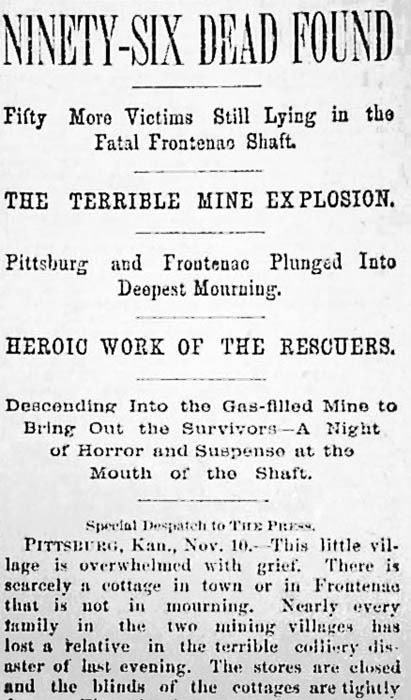 NINETY-SIX DEAD FOUND
Fifty More Victims Still Lying in the
Fatal Frontenac Shaft.
THE TERRIBLE MINE EXPLOSION.
Pittsburg and Frontenac Plunged Into
Deepest Mourning.
HEROIC WORK OF THE RESCUERS.
Descending Into the Gas-filled Mine to
Bring Out the Survivors—A Night
of Horror and Suspense at the
Mouth of the Shaft.
Special Despatch to THE PRESS.
PITTSBURG, Kan., Nov. 10.—This little vil-
lage is overwhelmed with grief. There is
scarcely a cottage in town or in Frontenac
that is not in mourning. Nearly every
family in the two mining villages has
lost a relative in the terrible colliery dis-
aster of last evening. The stores are closed
and the blinds of the cottages are tightly